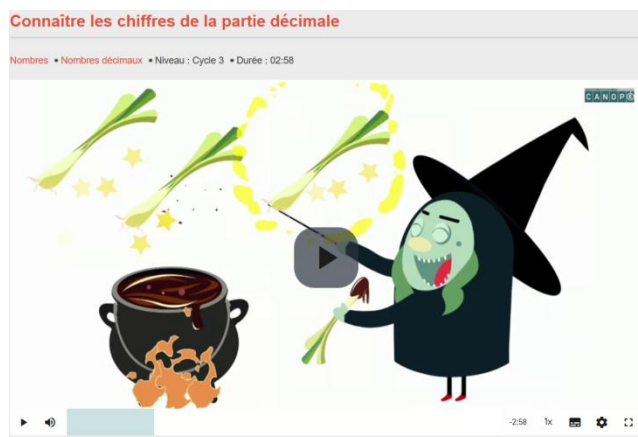 Connaître les chiffres de la partie décimale
Nombres • Nombres décimaux • Niveau : Cycle 3 • Durée : 02:58
CANOPÉ
-2:58 1x